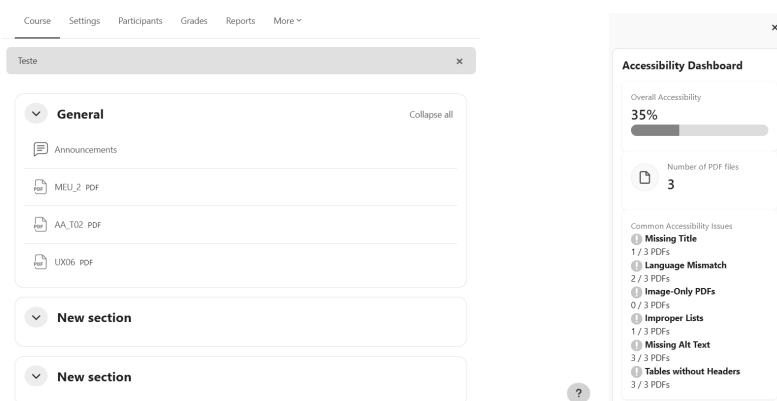 Course Settings Participants Grades Reports More
Teste ×
General Collapse all
Announcements
PDF MEU_2 PDF
PDF AA_T02 PDF
PDF UX06 PDF
New section
New section
?
×
Accessibility Dashboard
Overall Accessibility
35%
Number of PDF files
3
Common Accessibility Issues
! Missing Title
1 / 3 PDFs
! Language Mismatch
2 / 3 PDFs
! Image-Only PDFs
0 / 3 PDFs
! Improper Lists
1 / 3 PDFs
! Missing Alt Text
3 / 3 PDFs
! Tables without Headers
3 / 3 PDFs